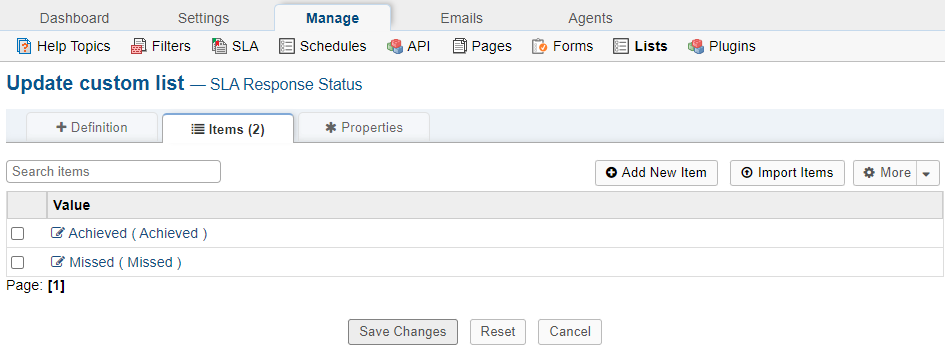 Dashboard Settings Manage Emails Agents
Help Topics Filters SLA Schedules API Pages Forms Lists Plugins
Update custom list — SLA Response Status
Definition Items (2) Properties
Search items Add New Item Import Items More
Value
Achieved ( Achieved )
Missed ( Missed )
Page: [1]
Save Changes Reset Cancel